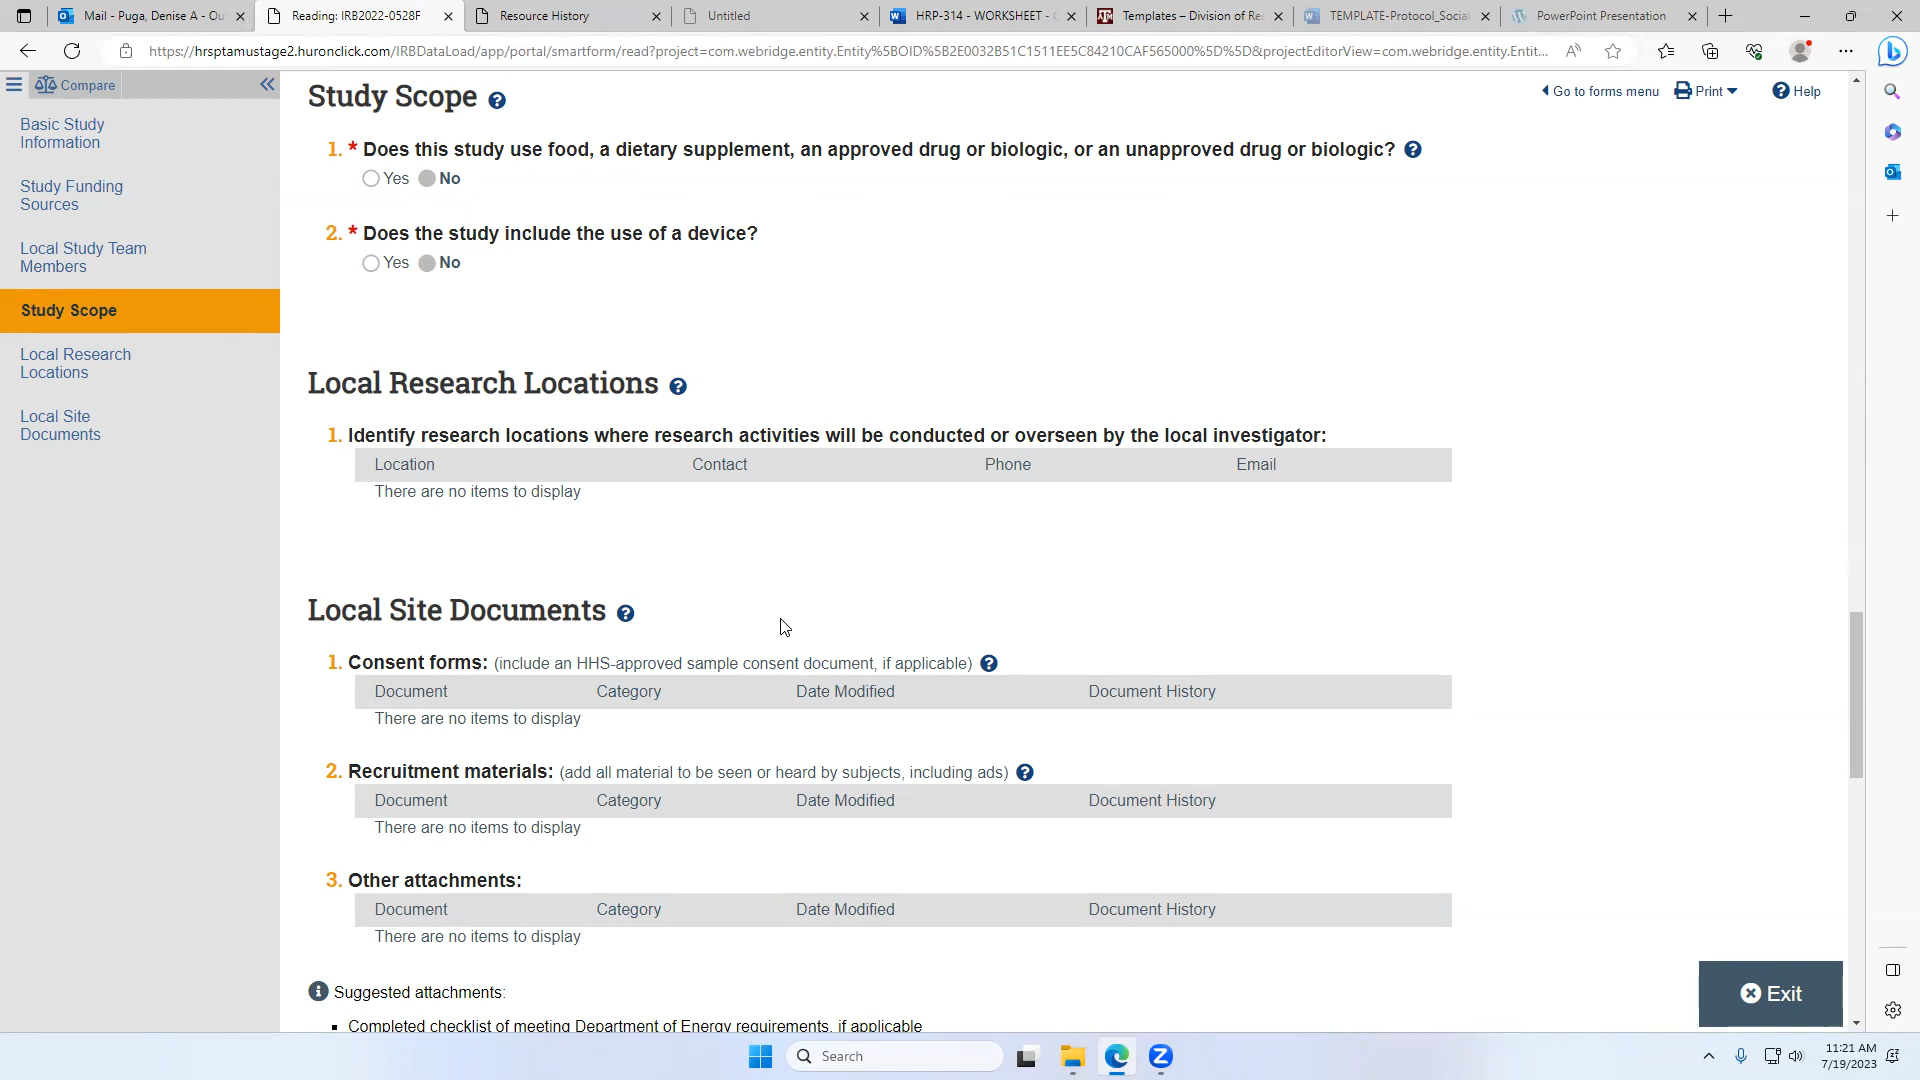 Mail - Puga, Denise A - Ou
Reading: IRB2022-0528F
Resource History
Untitled
HRP-314 - WORKSHEET - C
Templates – Division of Re
TEMPLATE-Protocol_Social
PowerPoint Presentation
https://hrsptamustage2.huronclick.com/IRBDataLoad/app/portal/smartform/read?project=com.webridge.entity.Entity%5BOID%5B2E0032B51C1511EE5C84210CAF565000%5D%5D&projectEditorView=com.webridge.entity.Entit...
Compare
Basic Study
Information
Study Funding
Sources
Local Study Team
Members
Study Scope
Local Research
Locations
Local Site
Documents
Study Scope
Go to forms menu
Print
Help
1. * Does this study use food, a dietary supplement, an approved drug or biologic, or an unapproved drug or biologic?
Yes No
2. * Does the study include the use of a device?
Yes No
Local Research Locations
1. Identify research locations where research activities will be conducted or overseen by the local investigator:
Location Contact Phone Email
There are no items to display
Local Site Documents
1. Consent forms: (include an HHS-approved sample consent document, if applicable)
Document Category Date Modified Document History
There are no items to display
2. Recruitment materials: (add all material to be seen or heard by subjects, including ads)
Document Category Date Modified Document History
There are no items to display
3. Other attachments:
Document Category Date Modified Document History
There are no items to display
Suggested attachments:
Completed checklist of meeting Department of Energy requirements, if applicable
Exit
Search
11:21 AM
7/19/2023